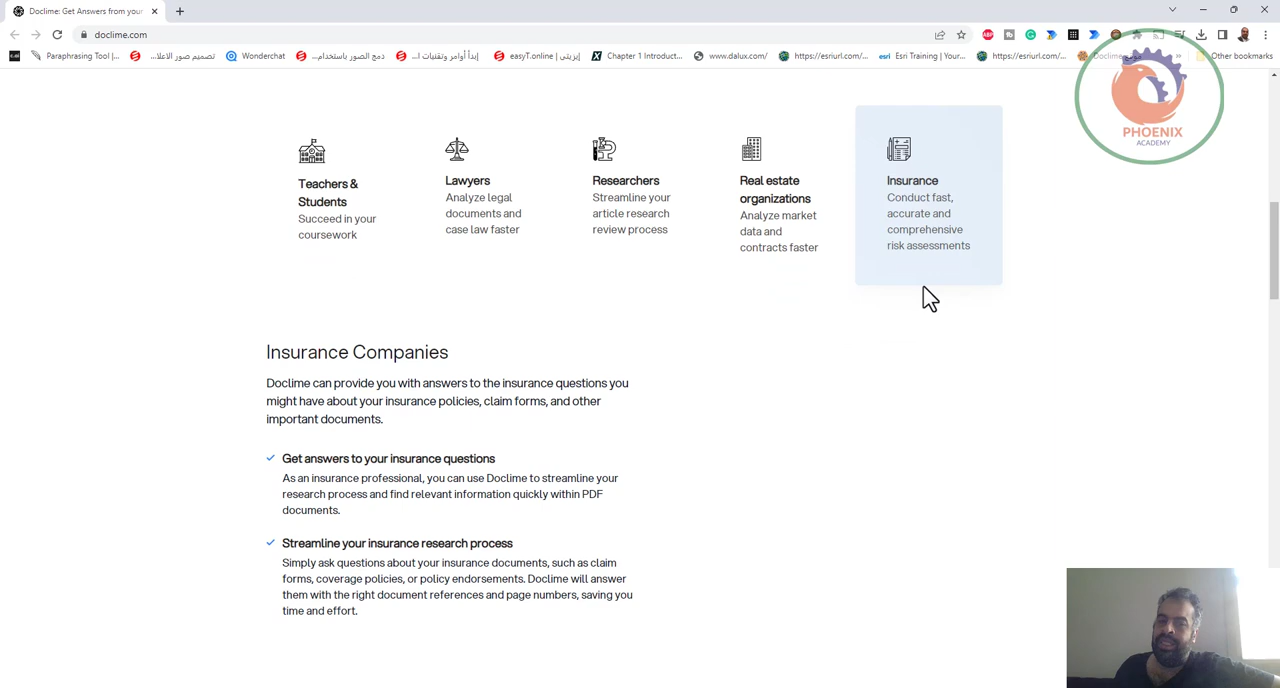 Doclime: Get Answers from your
doclime.com
Paraphrasing Tool |...
تصميم صور الاعلا...
Wonderchat
دمج الصور باستخدام...
إبدأ أوامر وتقنيات ا...
easyT.online | إيزيتي
Chapter 1 Introduct...
www.dalux.com/
https://esriurl.com/...
esri
Esri Training | Your...
https://esriurl.com/...
Other bookmarks
PHOENIX
ACADEMY
Teachers &
Students
Succeed in your
coursework
Lawyers
Analyze legal
documents and
case law faster
Researchers
Streamline your
article research
review process
Real estate
organizations
Analyze market
data and
contracts faster
Insurance
Conduct fast,
accurate and
comprehensive
risk assessments
Insurance Companies
Doclime can provide you with answers to the insurance questions you
might have about your insurance policies, claim forms, and other
important documents.
Get answers to your insurance questions
As an insurance professional, you can use Doclime to streamline your
research process and find relevant information quickly within PDF
documents.
Streamline your insurance research process
Simply ask questions about your insurance documents, such as claim
forms, coverage policies, or policy endorsements. Doclime will answer
them with the right document references and page numbers, saving you
time and effort.